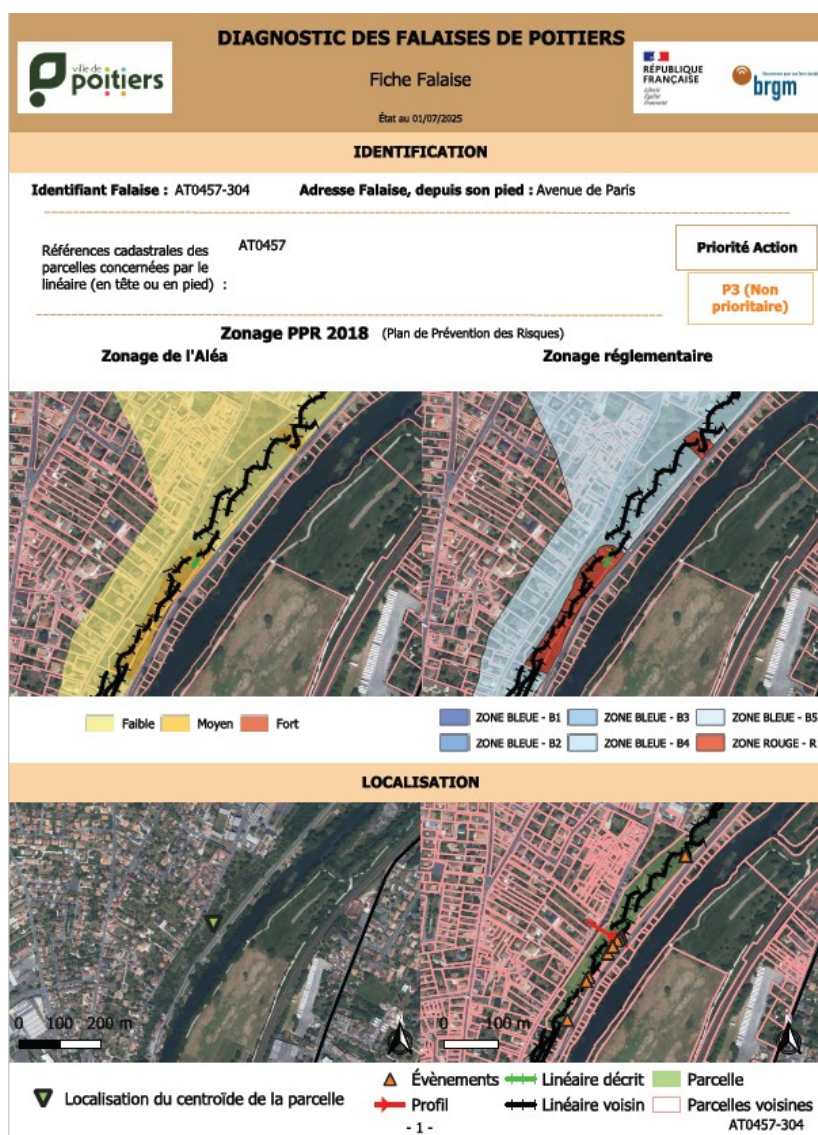 DIAGNOSTIC DES FALAISES DE POITIERS
ville de
poitiers
Fiche Falaise
État au 01/07/2025
RÉPUBLIQUE
FRANÇAISE
Liberté
Égalité
Fraternité
brgm
IDENTIFICATION
Identifiant Falaise : AT0457-304 Adresse Falaise, depuis son pied : Avenue de Paris
Références cadastrales des
parcelles concernées par le
linéaire (en tête ou en pied) :
AT0457
Priorité Action
P3 (Non
prioritaire)
Zonage PPR 2018 (Plan de Prévention des Risques)
Zonage de l'Aléa Zonage réglementaire
Faible Moyen Fort
ZONE BLEUE - B1 ZONE BLEUE - B3 ZONE BLEUE - B5
ZONE BLEUE - B2 ZONE BLEUE - B4 ZONE ROUGE - R
LOCALISATION
0 100 200 m
0 100 m
Localisation du centroïde de la parcelle
Évènements Linéaire décrit Parcelle
Profil Linéaire voisin Parcelles voisines
- 1 -
AT0457-304